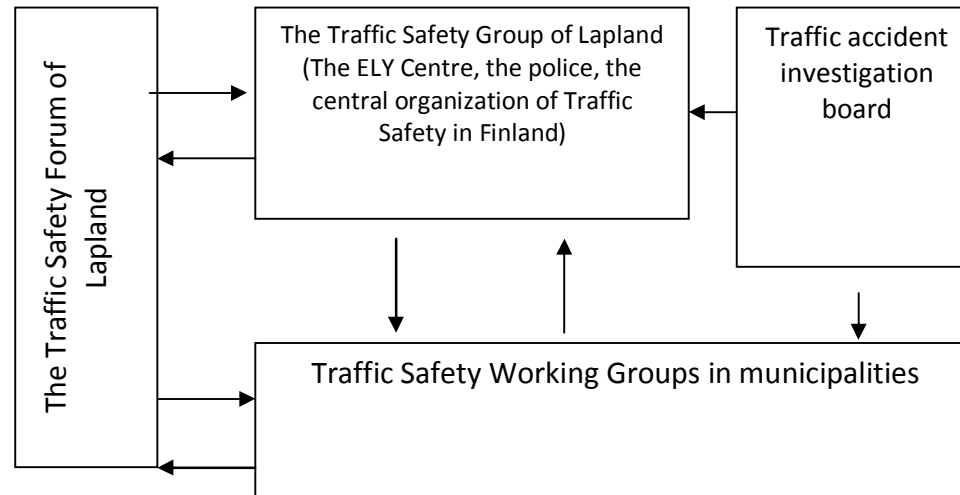 The Traffic Safety Forum of
Lapland
The Traffic Safety Group of Lapland
(The ELY Centre, the police, the
central organization of Traffic
Safety in Finland)
Traffic accident
investigation
board
Traffic Safety Working Groups in municipalities